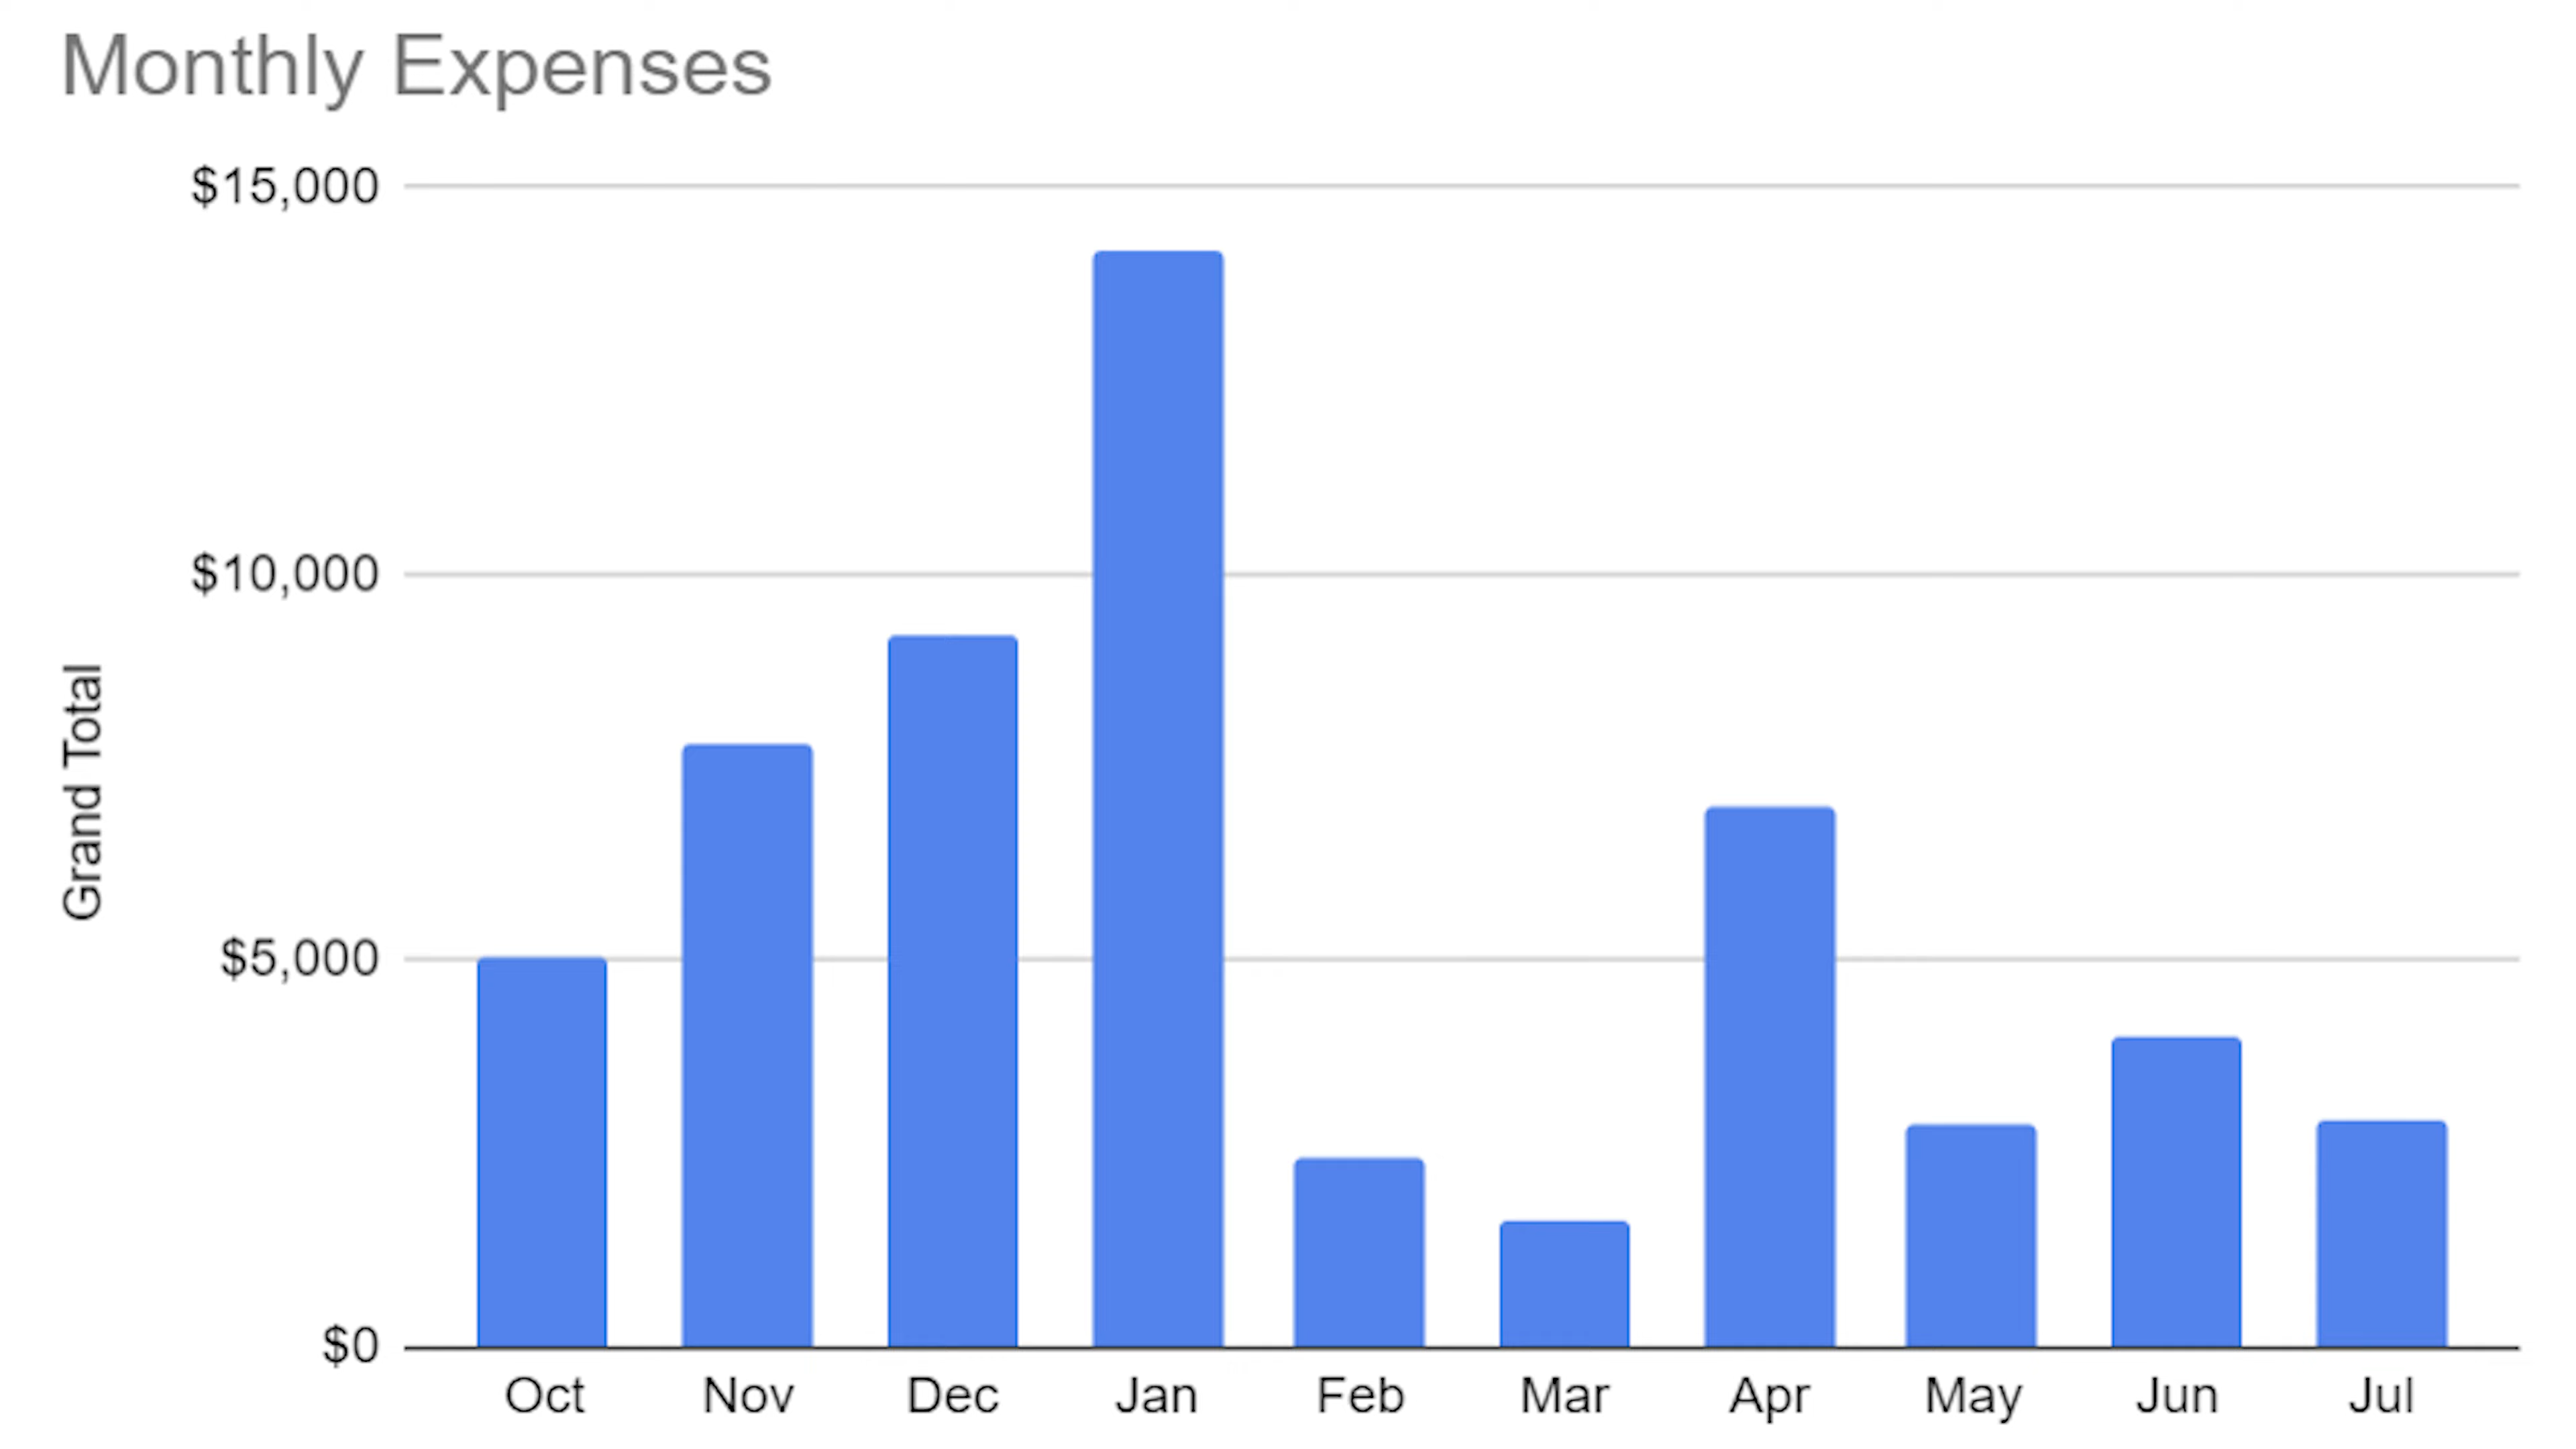 Monthly Expenses
$15,000
$10,000
$5,000
$0
Grand Total
Oct Nov Dec Jan Feb Mar Apr May Jun Jul